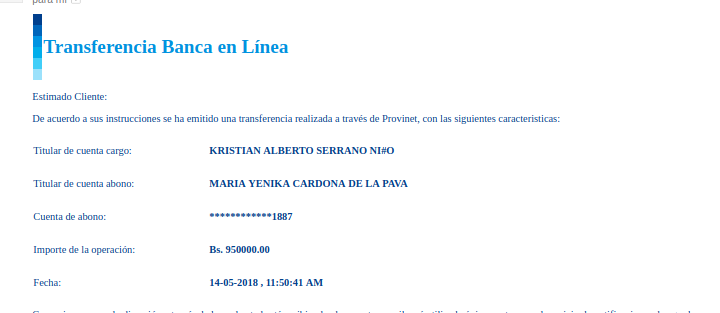 para mí
Transferencia Banca en Línea
Estimado Cliente:
De acuerdo a sus instrucciones se ha emitido una transferencia realizada a través de Provinet, con las siguientes características:
Titular de cuenta cargo: KRISTIAN ALBERTO SERRANO NI#O
Titular de cuenta abono: MARIA YENIKA CARDONA DE LA PAVA
Cuenta de abono: ************1887
Importe de la operación: Bs. 950000.00
Fecha: 14-05-2018 , 11:50:41 AM